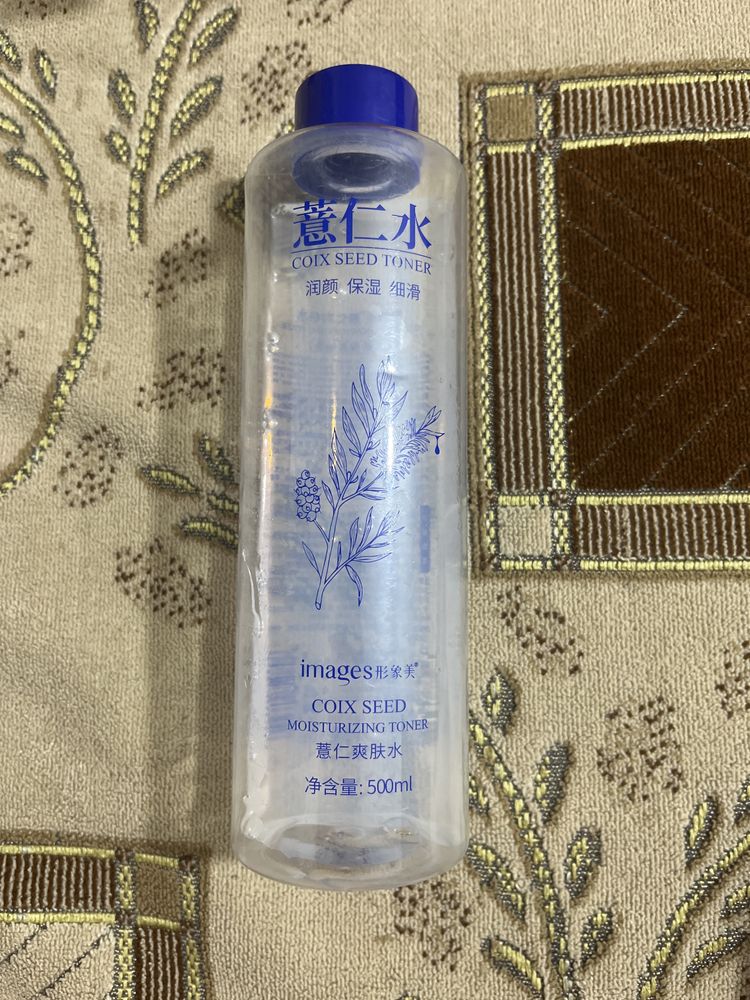 薏仁水
COIX SEED TONER
润颜 保湿 细滑
images形象美®
COIX SEED
MOISTURIZING TONER
薏仁爽肤水
净含量: 500ml